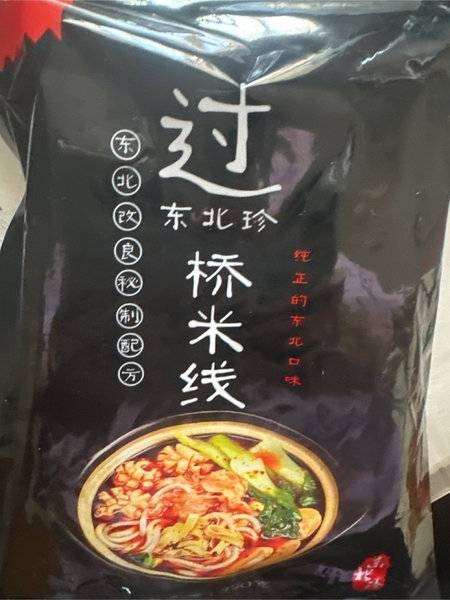 过
东北珍
桥米线
东北改良秘制配方
纯正的东北口味